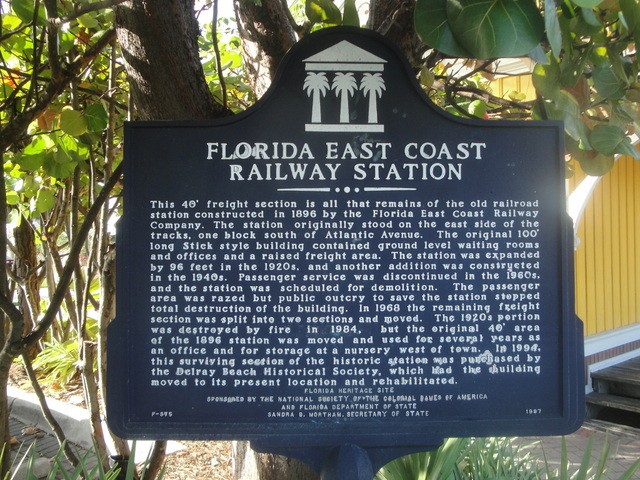 FLORIDA EAST COAST
RAILWAY STATION
This 40' freight section is all that remains of the old railroad
station constructed in 1896 by the Florida East Coast Railway
Company. The station originally stood on the east side of the
tracks, one block south of Atlantic Avenue. The original 100'
long Stick style building contained ground level waiting rooms
and offices and a raised freight area. The station was expanded
by 96 feet in the 1920s, and another addition was constructed
in the 1940s. Passenger service was discontinued in the 1960s,
and the station was scheduled for demolition. The passenger
area was razed but public outcry to save the station stopped
total destruction of the building. In 1968 the remaining freight
section was split into two sections and moved. The 1920s portion
was destroyed by fire in 1984, but the original 40' area
of the 1896 station was moved and used for several years as
an office and for storage at a nursery west of town. In 1994,
this surviving section of the historic station was purchased by
the Delray Beach Historical Society, which had the building
moved to its present location and rehabilitated.
FLORIDA HERITAGE SITE
SPONSORED BY THE NATIONAL SOCIETY OF THE COLONIAL DAMES OF AMERICA
AND FLORIDA DEPARTMENT OF STATE
F-395 SANDRA B. MORTHAM, SECRETARY OF STATE 1997